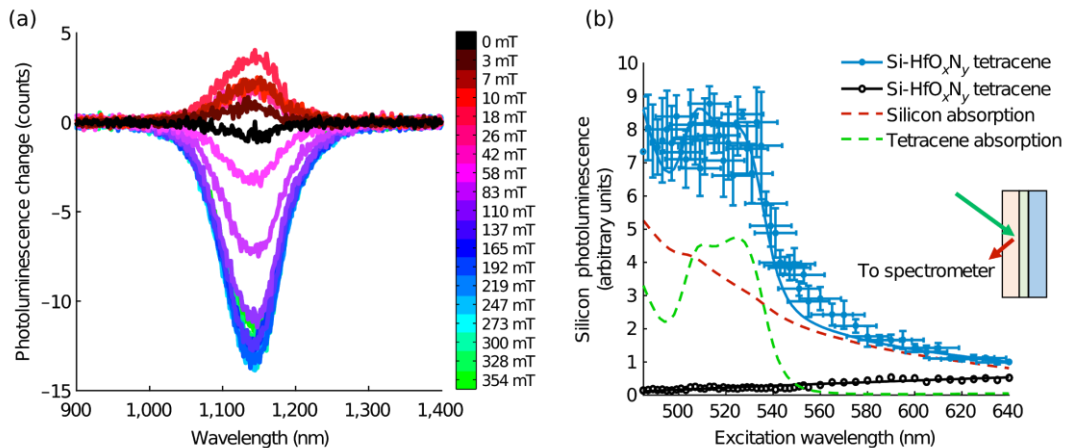 (a)
Photoluminescence change (counts)
5
0
−5
−10
−15
900
1,000
1,100
1,200
1,300
1,400
Wavelength (nm)
0 mT
3 mT
7 mT
10 mT
18 mT
26 mT
42 mT
58 mT
83 mT
110 mT
137 mT
165 mT
192 mT
219 mT
247 mT
273 mT
300 mT
328 mT
354 mT
(b)
Si-HfOxNy tetracene
Si-HfOxNy tetracene
Silicon absorption
Tetracene absorption
Silicon photoluminescence
(arbitrary units)
10
9
8
7
6
5
4
3
2
1
0
To spectrometer
500
520
540
560
580
600
620
640
Excitation wavelength (nm)